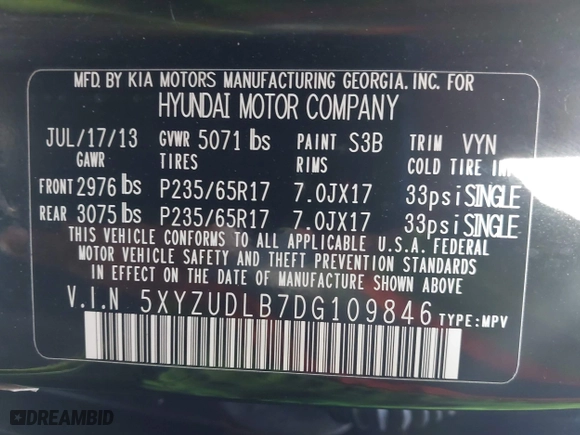 MFD. BY KIA MOTORS MANUFACTURING GEORGIA, INC. FOR
HYUNDAI MOTOR COMPANY
JUL/17/13 GVWR 5071 lbs PAINT S3B TRIM VYN
GAWR TIRES RIMS COLD TIRE IN
FRONT 2976 lbs P235/65R17 7.0JX17 33psi SINGLE
REAR 3075 lbs P235/65R17 7.0JX17 33psi SINGLE
THIS VEHICLE CONFORMS TO ALL APPLICABLE U.S.A. FEDERAL
MOTOR VEHICLE SAFETY AND THEFT PREVENTION STANDARDS
IN EFFECT ON THE DATE OF MANUFACTURE SHOWN ABOVE.
V.I.N 5XYZUDLB7DG109846 TYPE:MPV
DREAMBID